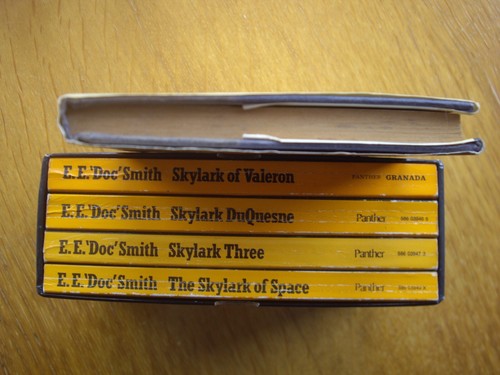 E. E. 'Doc' Smith Skylark of Valeron PANTHER GRANADA
E. E. 'Doc' Smith Skylark DuQuesne Panther
E. E. 'Doc' Smith Skylark Three Panther
E. E. 'Doc' Smith The Skylark of Space Panther